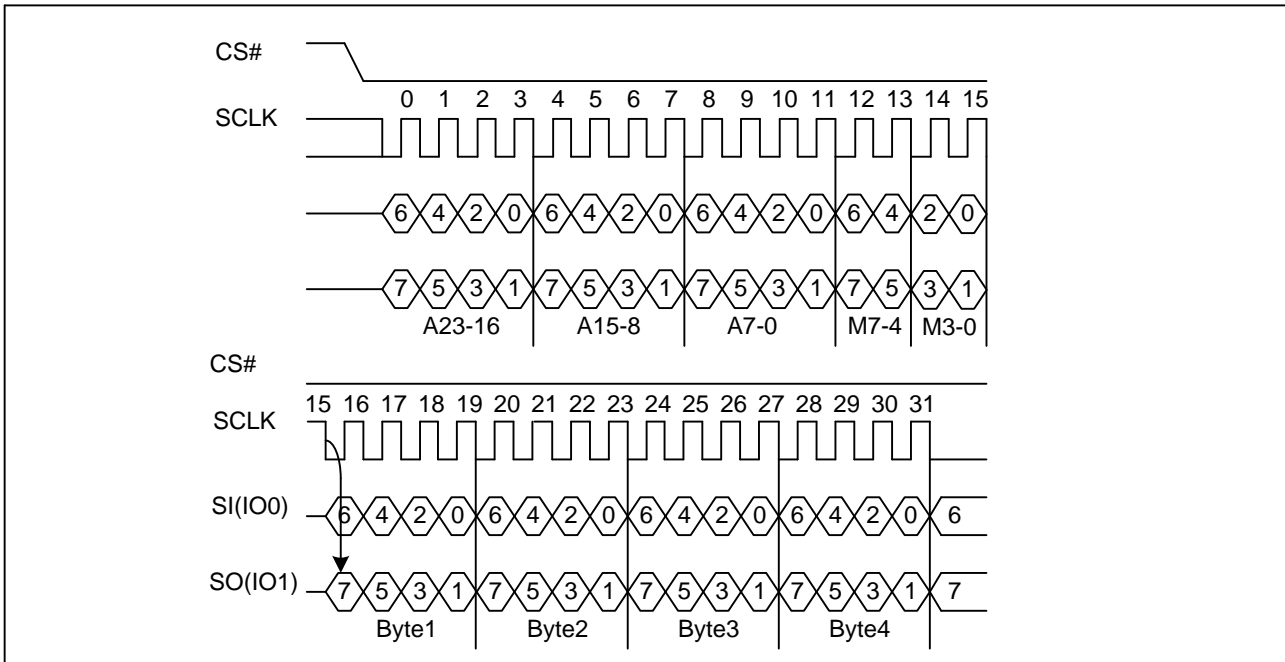 CS#
0 1 2 3 4 5 6 7 8 9 10 11 12 13 14 15
SCLK
6 4 2 0 6 4 2 0 6 4 2 0 6 4 2 0
7 5 3 1 7 5 3 1 7 5 3 1 7 5 3 1
A23-16 A15-8 A7-0 M7-4 M3-0
CS#
15 16 17 18 19 20 21 22 23 24 25 26 27 28 29 30 31
SCLK
SI(IO0) 6 4 2 0 6 4 2 0 6 4 2 0 6 4 2 0 6
SO(IO1) 7 5 3 1 7 5 3 1 7 5 3 1 7 5 3 1 7
Byte1 Byte2 Byte3 Byte4